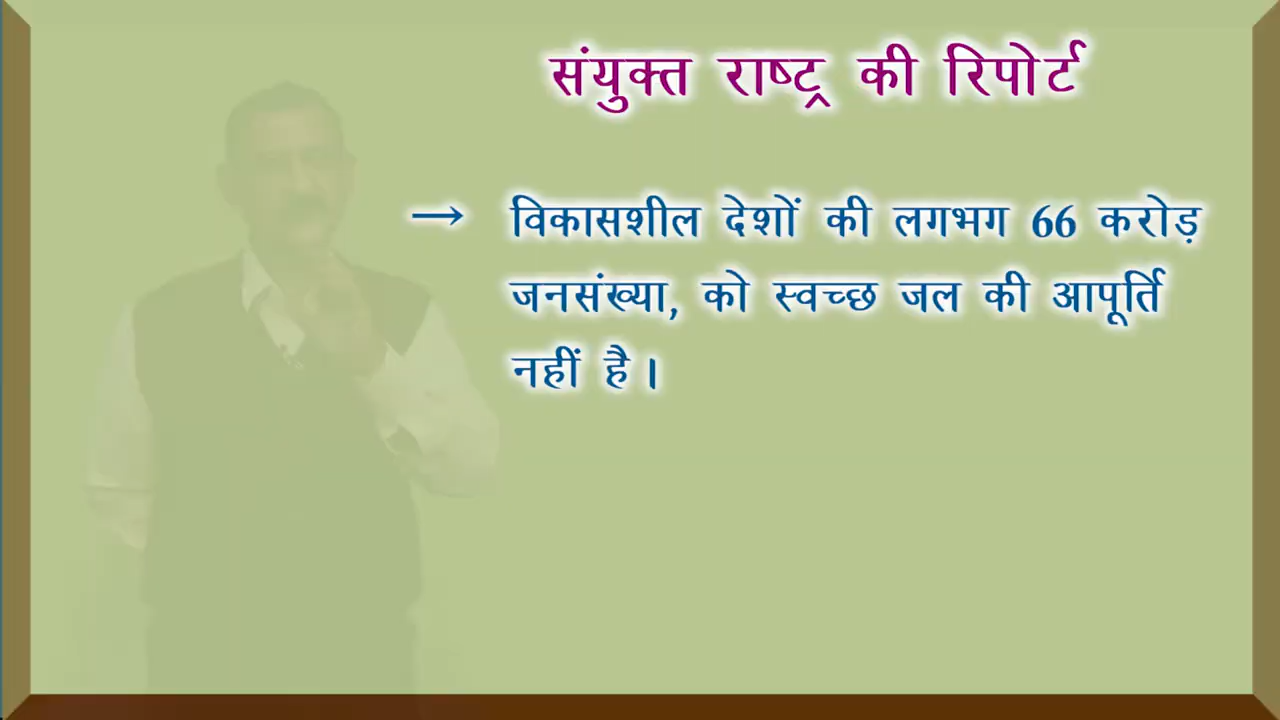 संयुक्त राष्ट्र की रिपोर्ट
→ विकासशील देशों की लगभग 66 करोड़
जनसंख्या, को स्वच्छ जल की आपूर्ति
नहीं है।